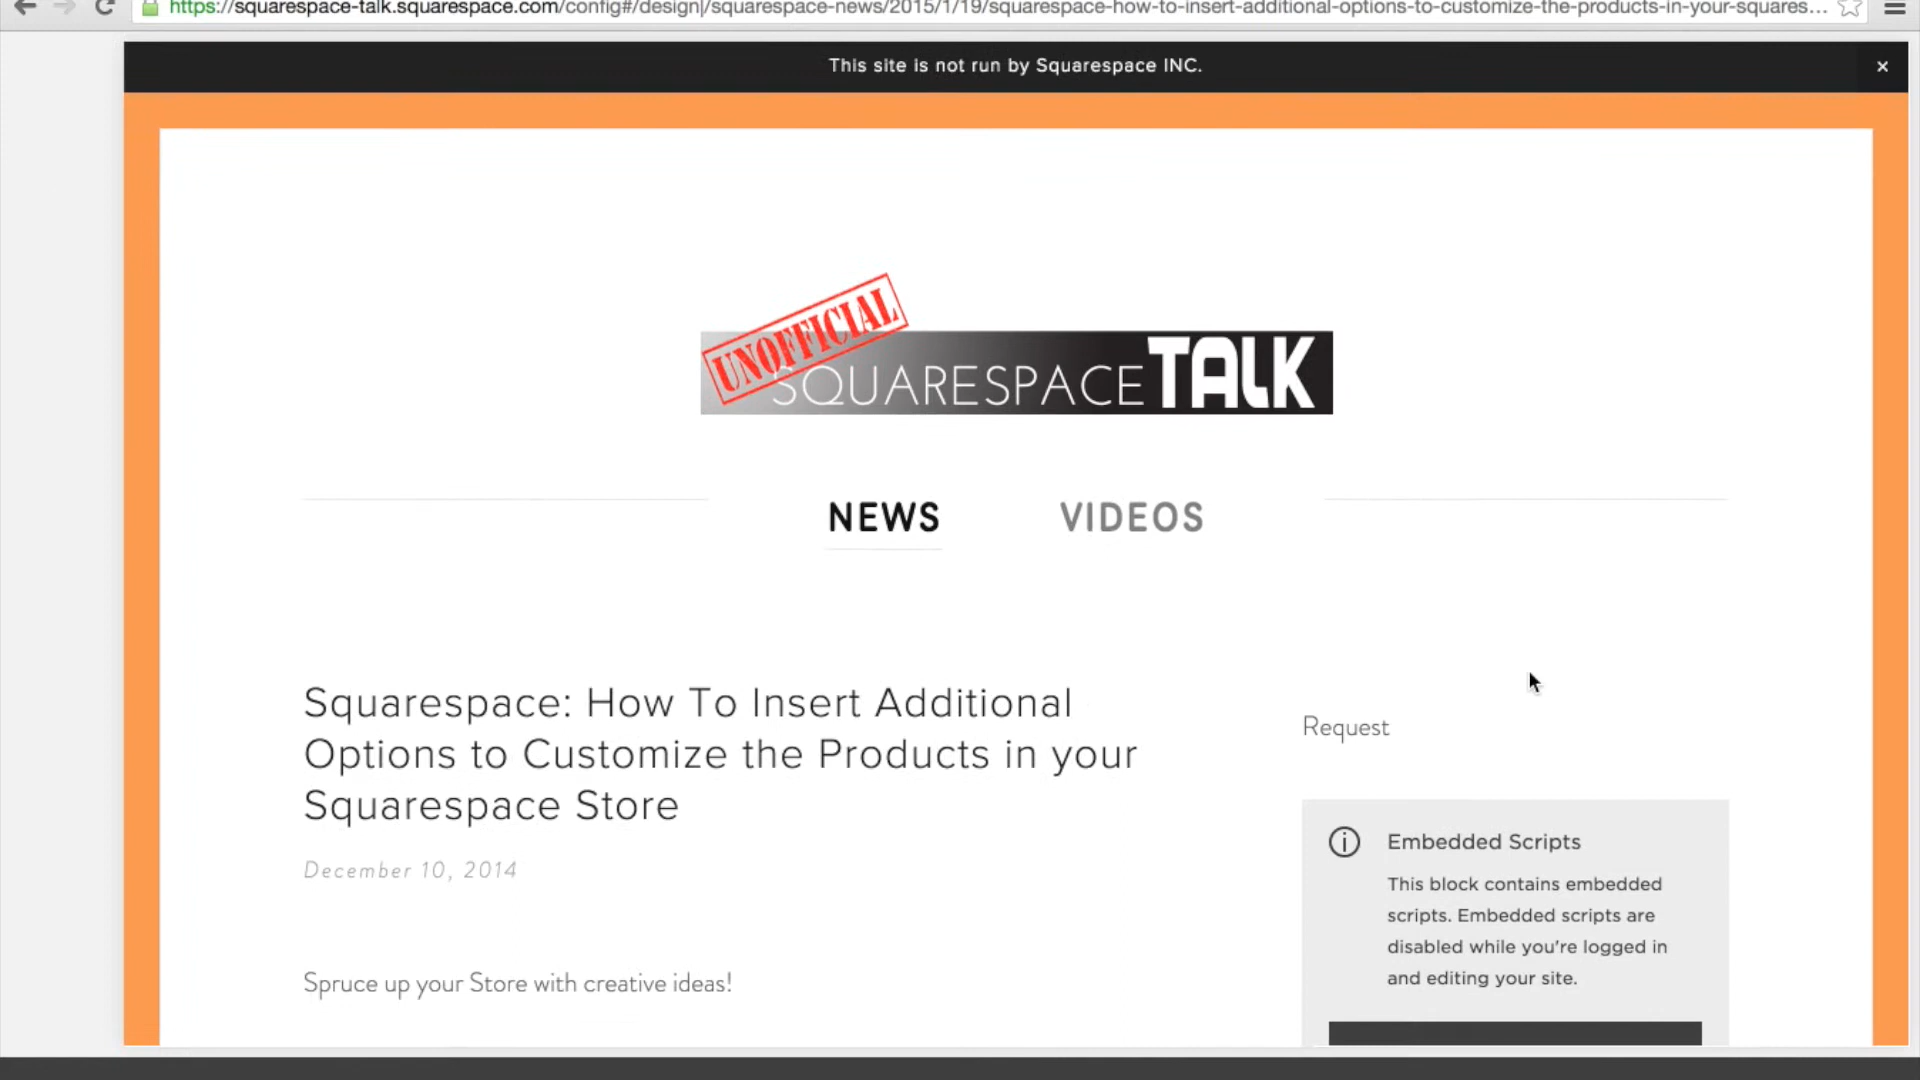 https://squarespace-talk.squarespace.com/config#/design|/squarespace-news/2015/1/19/squarespace-how-to-insert-additional-options-to-customize-the-products-in-your-squares...
This site is not run by Squarespace INC.
×
UNOFFICIAL
SQUARESPACE TALK
NEWS VIDEOS
Squarespace: How To Insert Additional
Options to Customize the Products in your
Squarespace Store
December 10, 2014
Spruce up your Store with creative ideas!
Request
Embedded Scripts
This block contains embedded
scripts. Embedded scripts are
disabled while you're logged in
and editing your site.